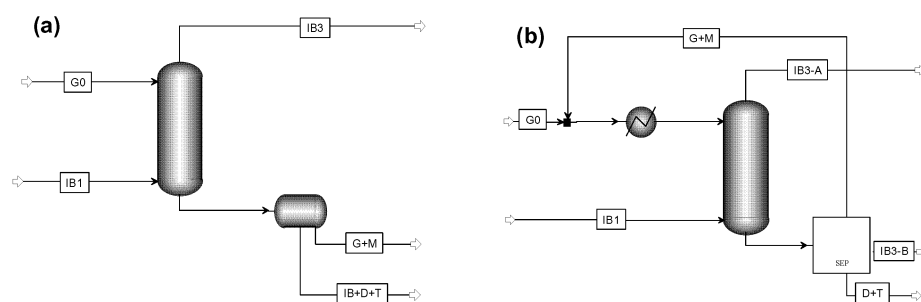 (a)
IB3
G0
IB1
G+M
IB+D+T
(b)
G+M
IB3-A
G0
IB1
SEP
IB3-B
D+T